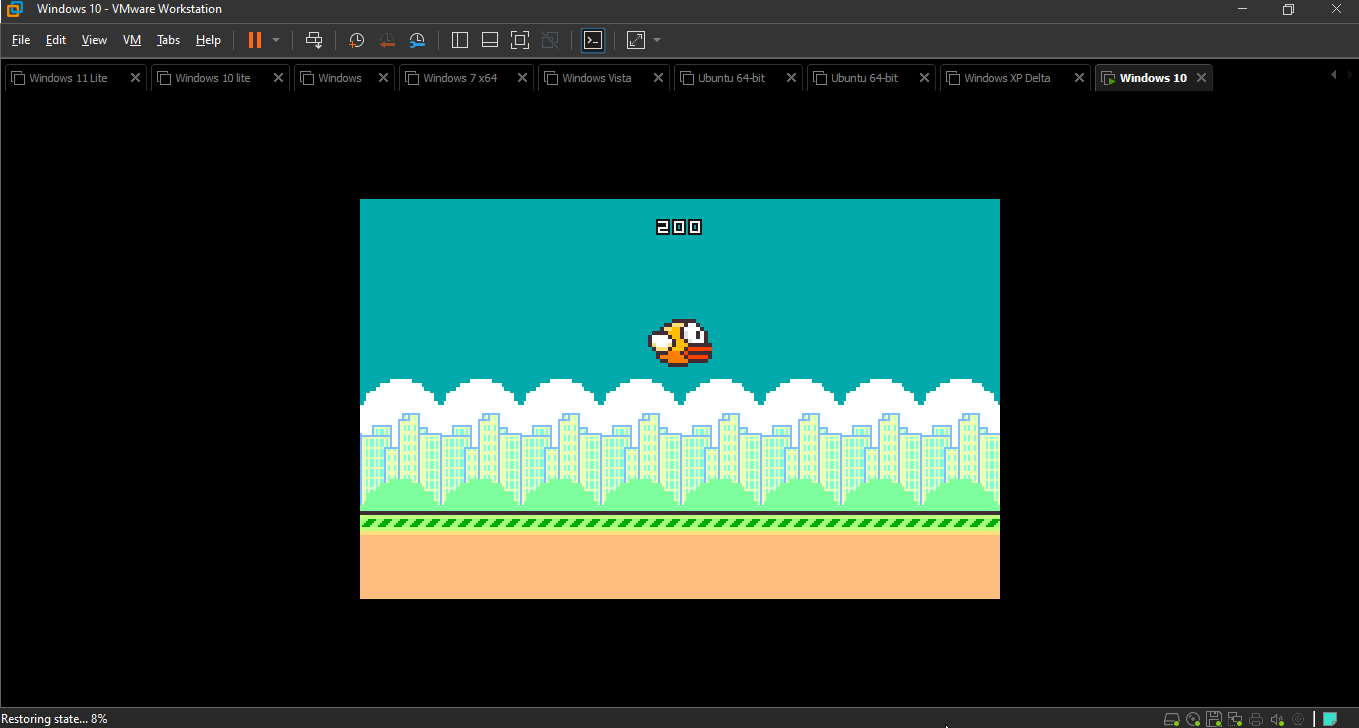 Windows 10 - VMware Workstation
File Edit View VM Tabs Help
Windows 11 Lite Windows 10 lite Windows Windows 7 x64 Windows Vista Ubuntu 64-bit Ubuntu 64-bit Windows XP Delta Windows 10
200
Restoring state... 8%